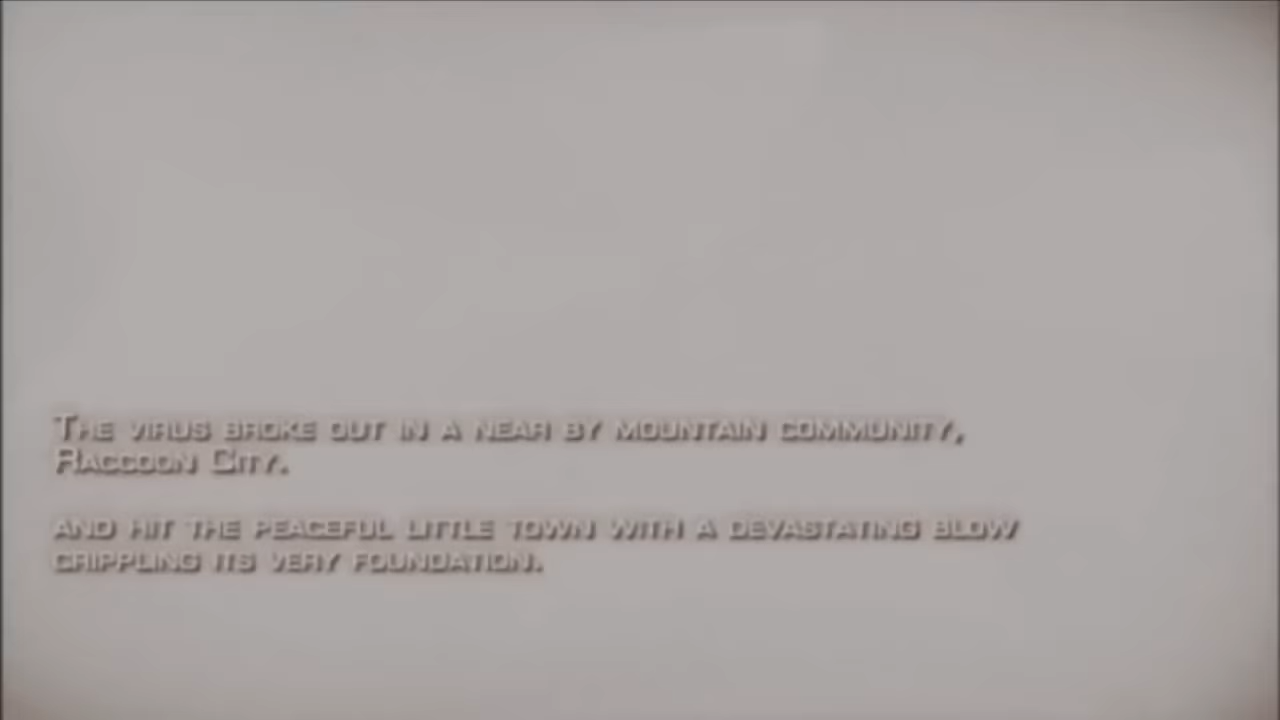 The virus broke out in a near by mountain community,
Raccoon City.
and hit the peaceful little town with a devastating blow
crippling its very foundation.